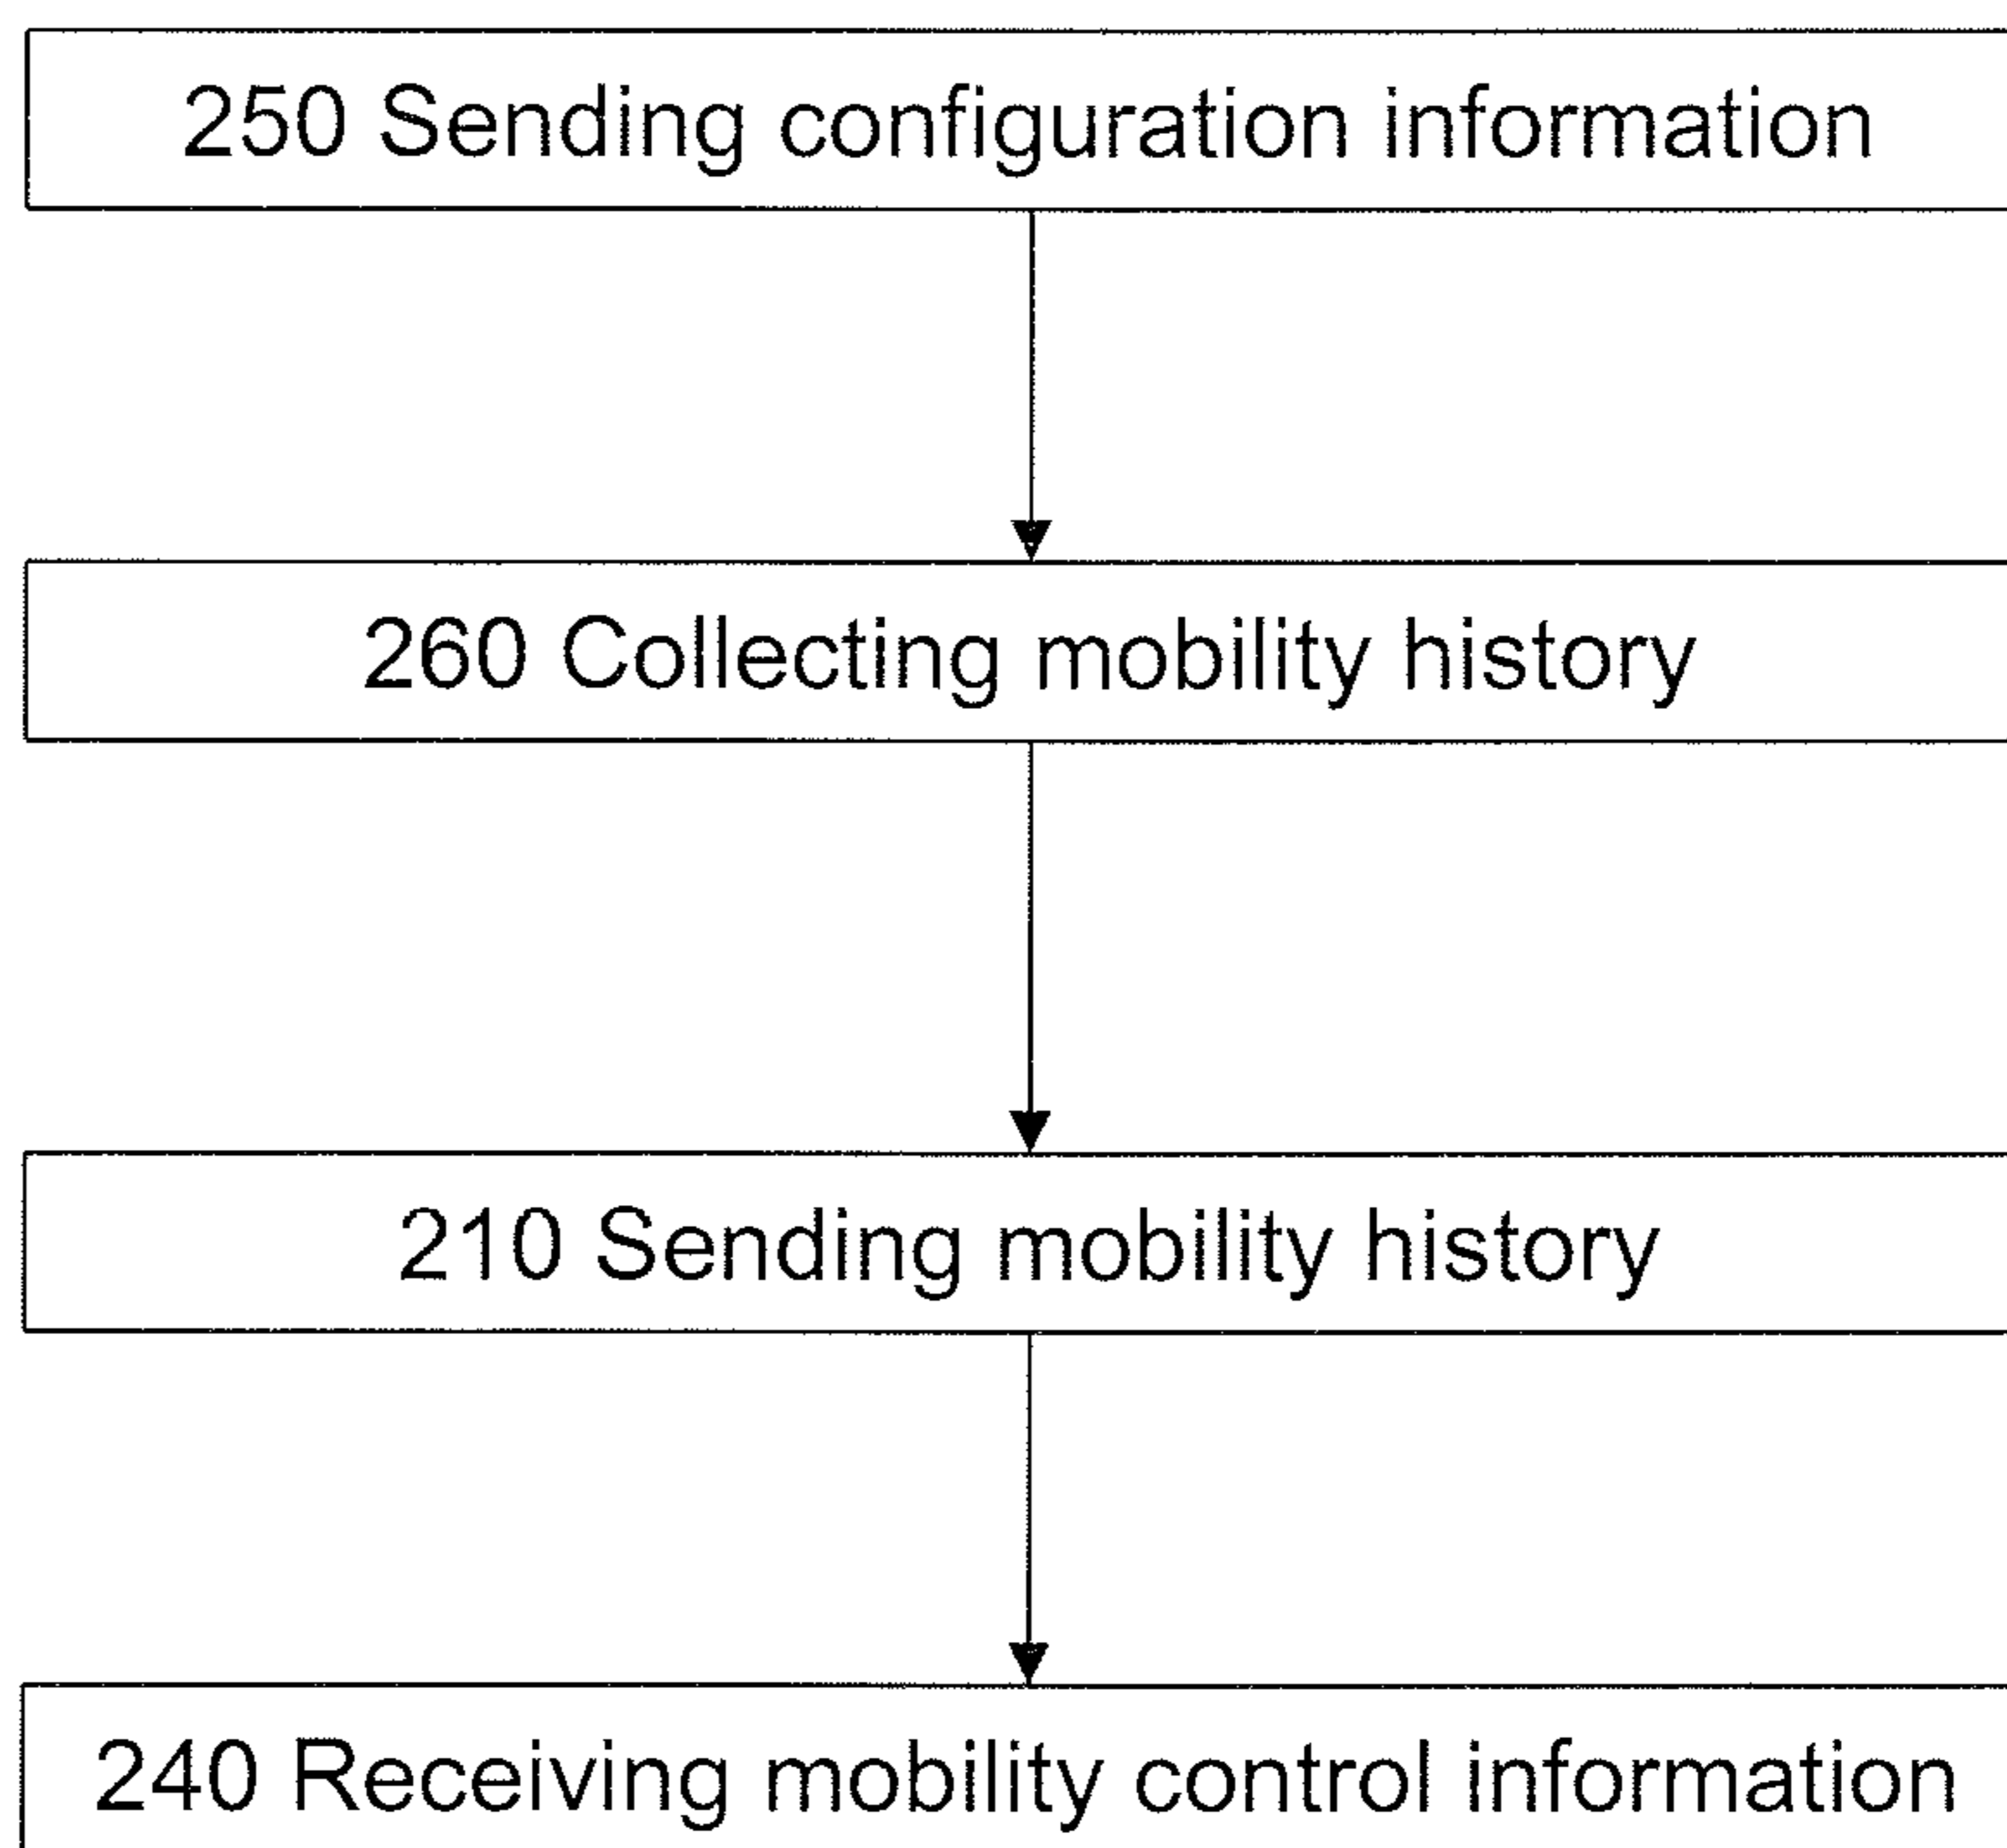 250 Sending configuration information
260 Collecting mobility history
210 Sending mobility history
240 Receiving mobility control information